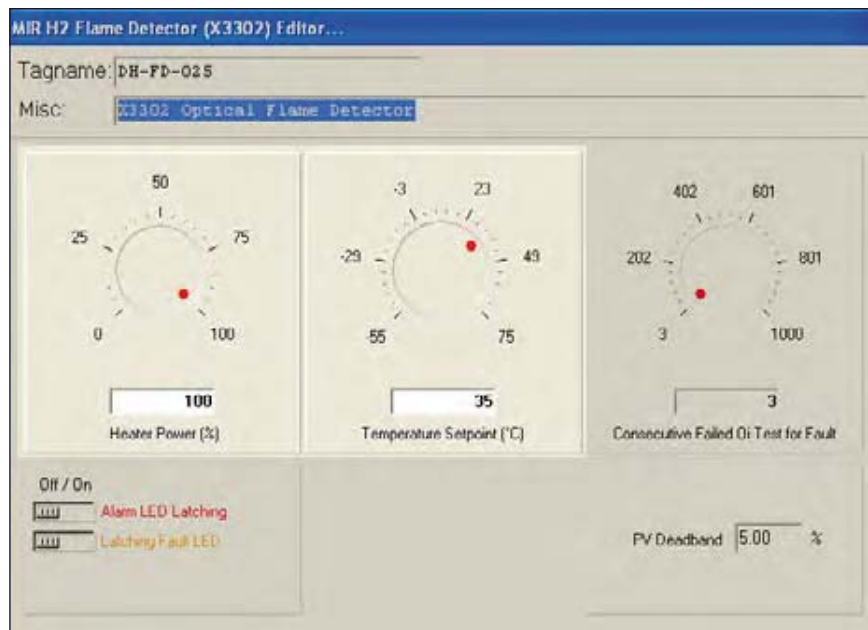 MIR H2 Flame Detector (X3302) Editor...
Tagname: DH-FD-025
Misc: X3302 Optical Flame Detector
50
25
75
0
100
100
Heater Power (%)
-3
23
-29
49
-55
75
35
Temperature Setpoint (°C)
402
601
202
801
3
1000
3
Consecutive Failed Oi Test for Fault
Off / On
Alarm LED Latching
Latching Fault LED
PV Deadband 5.00 %